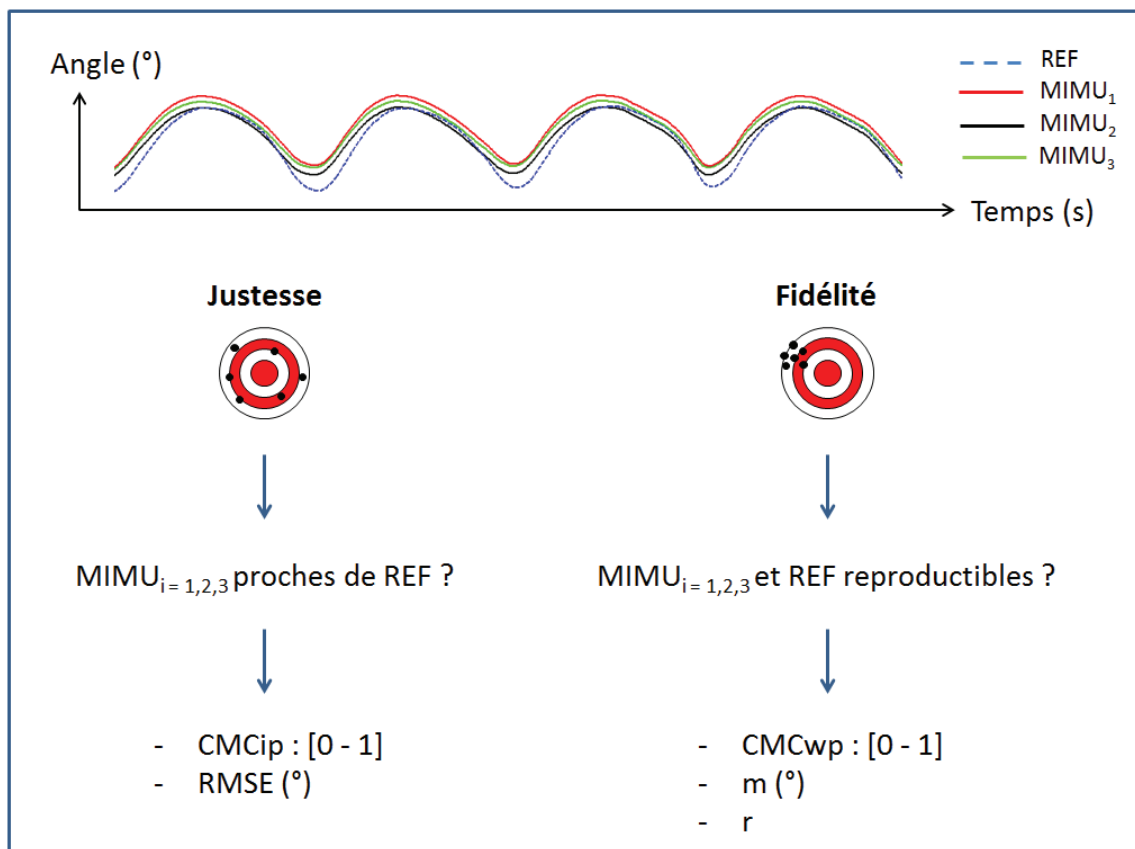 Angle (°)
REF
MIMU1
MIMU2
MIMU3
Temps (s)
Justesse
Fidélité
MIMUi = 1,2,3 proches de REF ?
MIMUi = 1,2,3 et REF reproductibles ?
- CMCip : [0 - 1]
- RMSE (°)
- CMCwp : [0 - 1]
- m (°)
- r